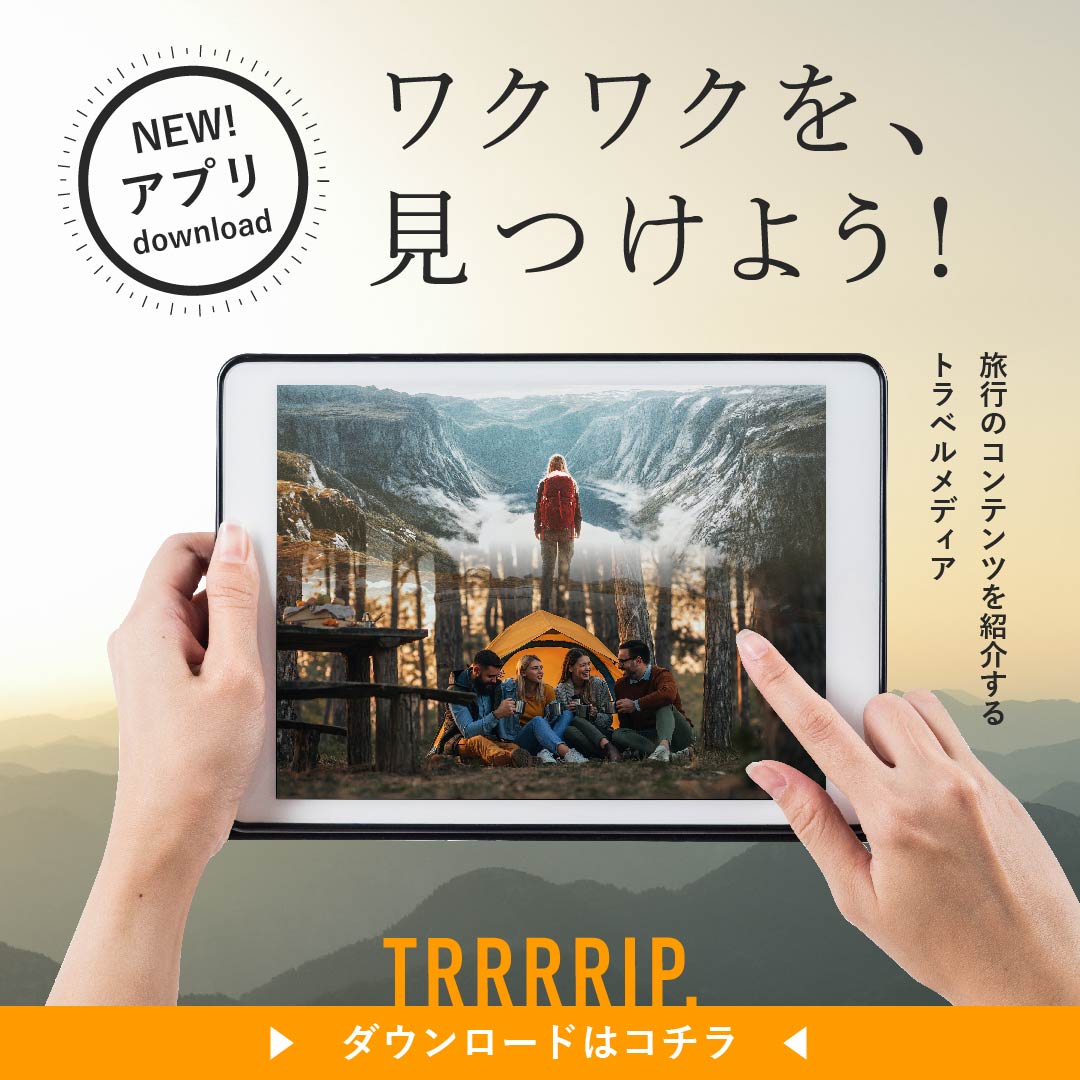 NEW!
アプリ
download
ワクワクを、
見つけよう!
旅行のコンテンツを紹介する
トラベルメディア
TRRRRIP.
▶ ダウンロードはコチラ ◀